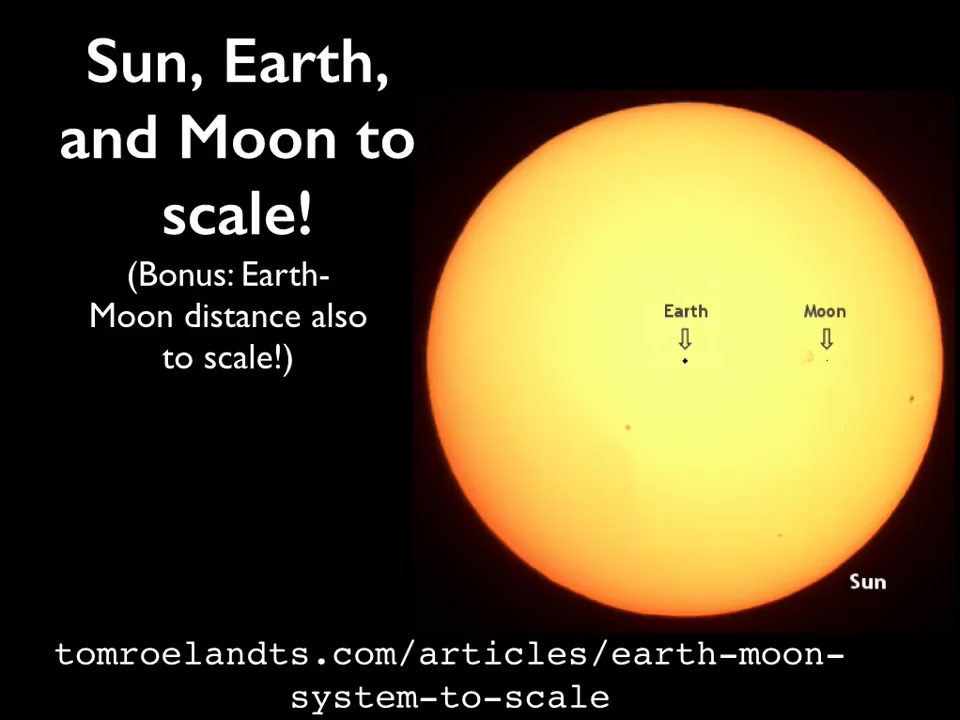 Sun, Earth,
and Moon to
scale!
(Bonus: Earth-
Moon distance also
to scale!)
Earth
Moon
Sun
tomroelandts.com/articles/earth-moon-
system-to-scale